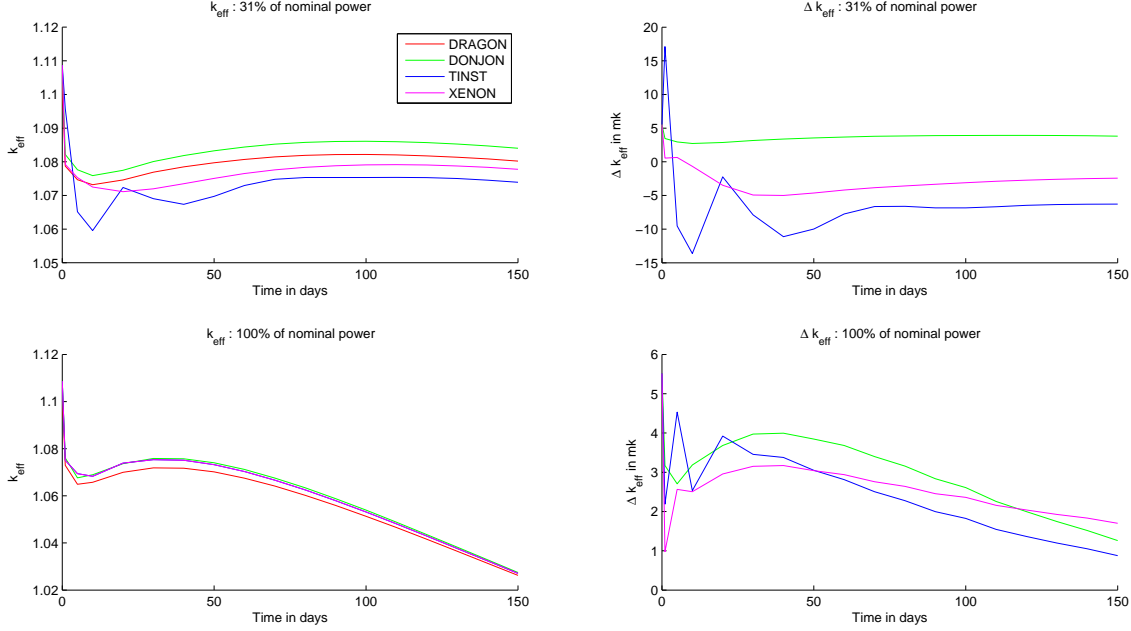 k_eff : 31% of nominal power
1.12
1.11
1.1
1.09
1.08
1.07
1.06
1.05
k_eff
0
50
100
150
Time in days
DRAGON
DONJON
TINST
XENON
Δ k_eff : 31% of nominal power
20
15
10
5
0
−5
−10
−15
Δ k_eff in mk
0
50
100
150
Time in days
k_eff : 100% of nominal power
1.12
1.1
1.08
1.06
1.04
1.02
k_eff
0
50
100
150
Time in days
Δ k_eff : 100% of nominal power
6
5
4
3
2
1
0
Δ k_eff in mk
0
50
100
150
Time in days